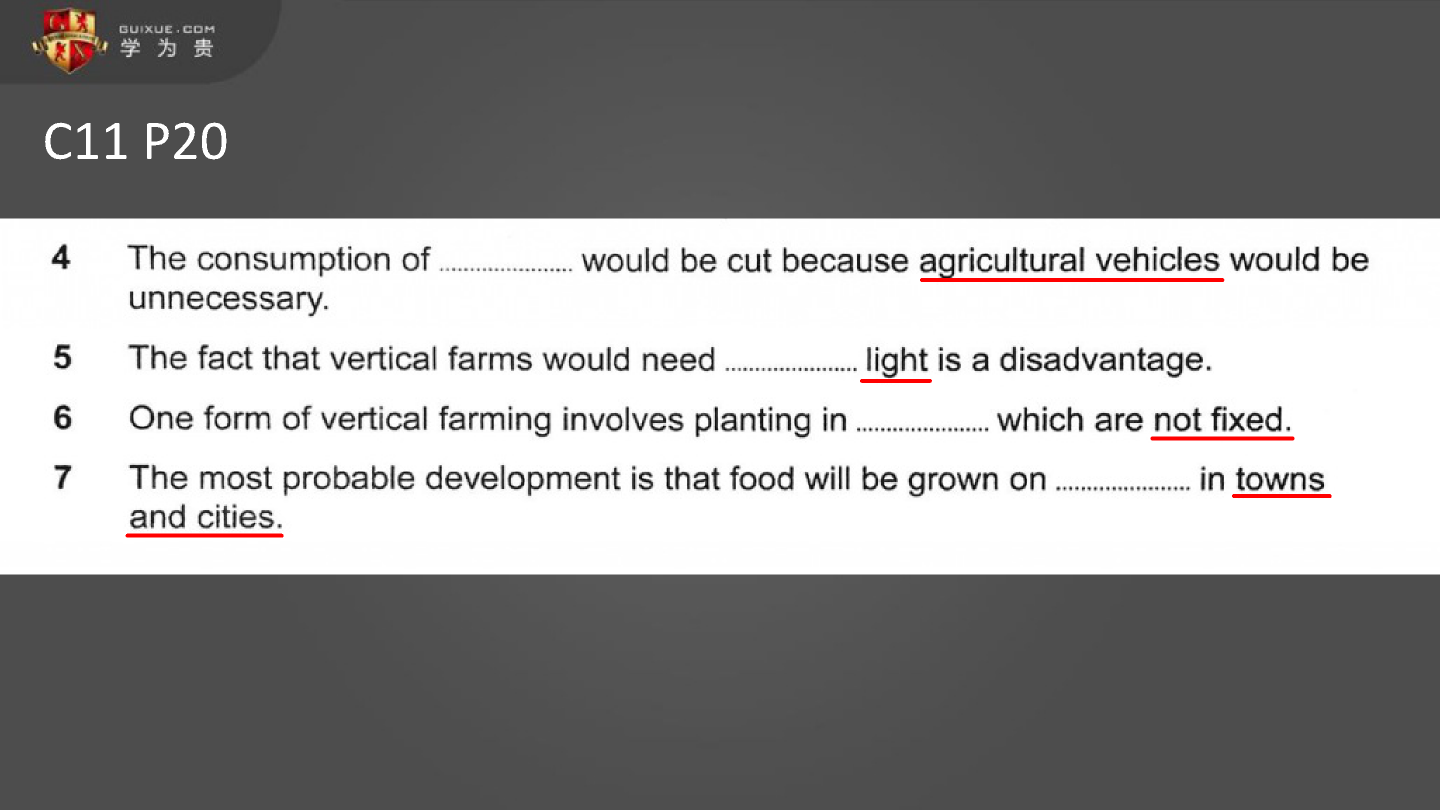 GUIXUE.COM
学为贵
C11 P20
4 The consumption of ...................... would be cut because agricultural vehicles would be
unnecessary.
5 The fact that vertical farms would need ...................... light is a disadvantage.
6 One form of vertical farming involves planting in ...................... which are not fixed.
7 The most probable development is that food will be grown on ...................... in towns
and cities.